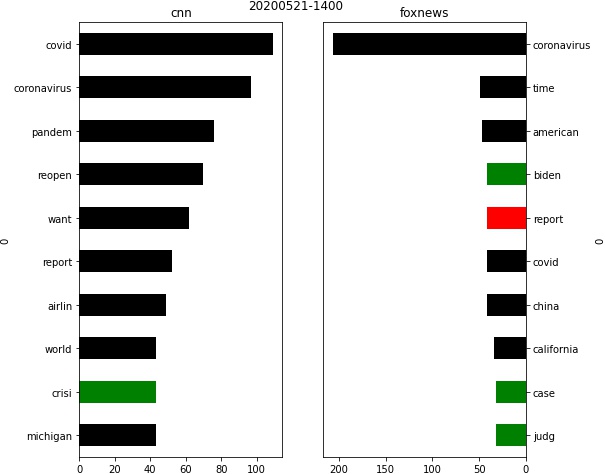 20200521-1400
cnn
foxnews
covid
coronavirus
pandem
reopen
want
report
airlin
world
crisi
michigan
0
0 20 40 60 80 100
coronavirus
time
american
biden
report
covid
china
california
case
judg
0
200 150 100 50 0